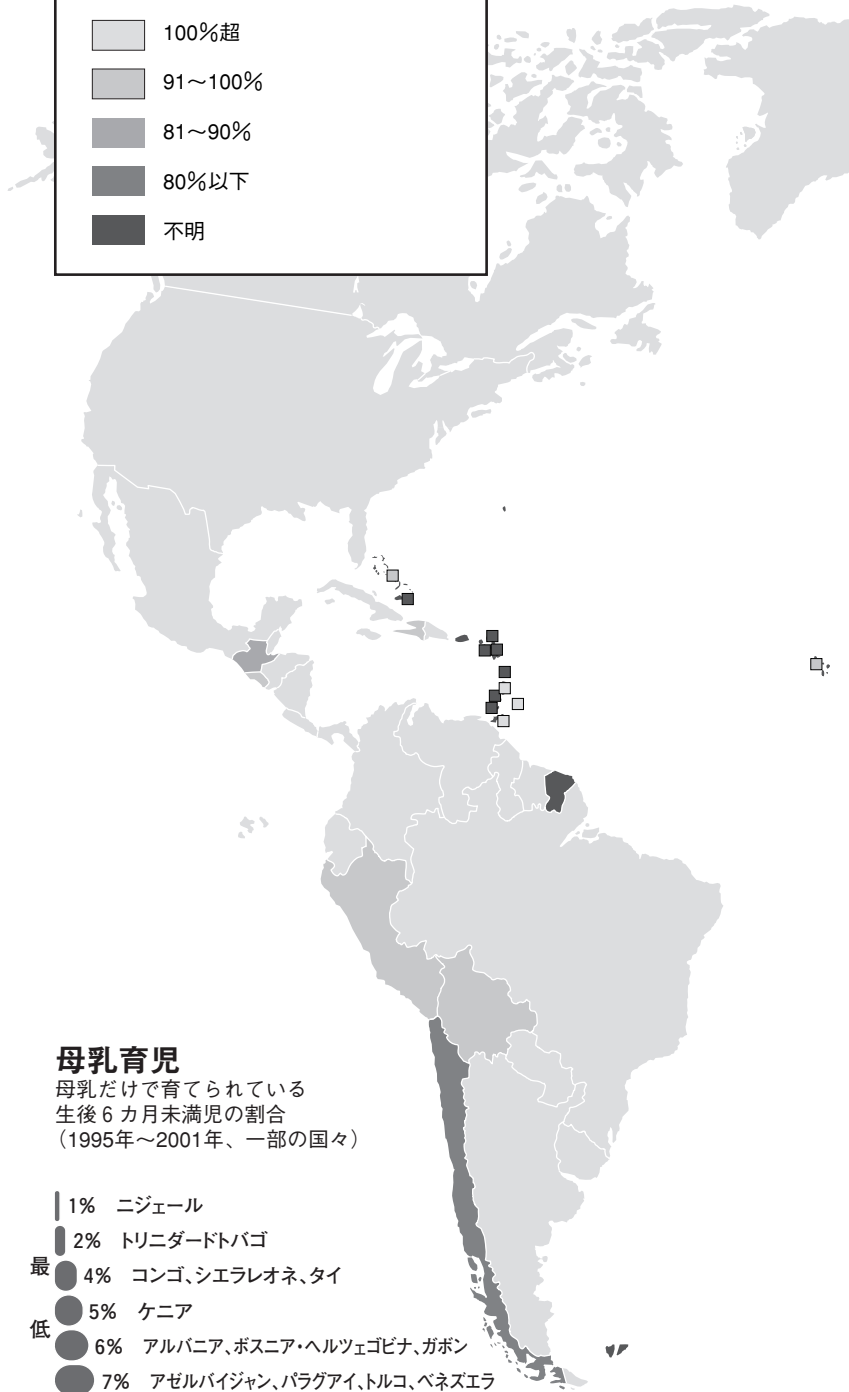 100%超
91〜100%
81〜90%
80%以下
不明
母乳育児
母乳だけで育てられている
生後6カ月未満児の割合
（1995年〜2001年、一部の国々）
最低
1% ニジェール
2% トリニダードトバゴ
4% コンゴ、シエラレオネ、タイ
5% ケニア
6% アルバニア、ボスニア・ヘルツェゴビナ、ガボン
7% アゼルバイジャン、パラグアイ、トルコ、ベネズエラ